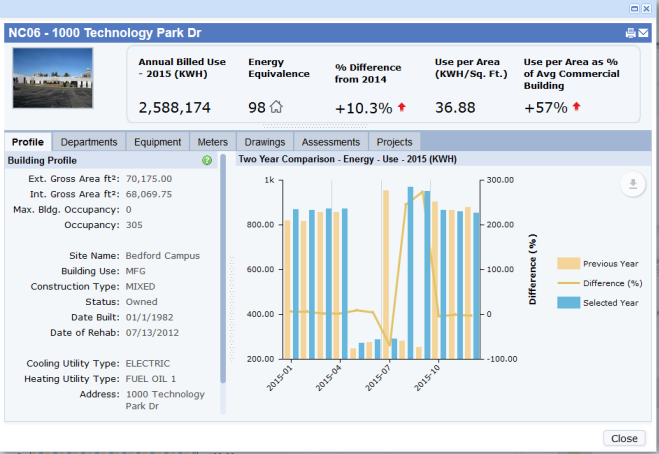 NC06 - 1000 Technology Park Dr
Annual Billed Use
- 2015 (KWH)
2,588,174
Energy
Equivalence
98
% Difference
from 2014
+10.3%
Use per Area
(KWH/Sq. Ft.)
36.88
Use per Area as %
of Avg Commercial
Building
+57%
Profile Departments Equipment Meters Drawings Assessments Projects
Building Profile
Ext. Gross Area ft²: 70,175.00
Int. Gross Area ft²: 68,069.75
Max. Bldg. Occupancy: 0
Occupancy: 305
Site Name: Bedford Campus
Building Use: MFG
Construction Type: MIXED
Status: Owned
Date Built: 01/1/1982
Date of Rehab: 07/13/2012
Cooling Utility Type: ELECTRIC
Heating Utility Type: FUEL OIL 1
Address: 1000 Technology
Park Dr
Two Year Comparison - Energy - Use - 2015 (KWH)
1k
800.00
600.00
400.00
200.00
300.00
200.00
100.00
0
-100.00
Difference (%)
2015-01
2015-04
2015-07
2015-10
Previous Year
Difference (%)
Selected Year
Close